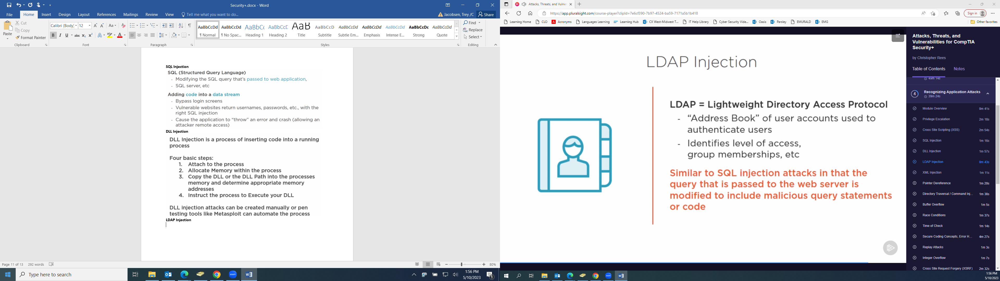 Security+.docx - Word
File Home Insert Design Layout References Mailings Review View Tell me what you want to do...
Jacobsen, Trey /C Share
Paste
Cut
Copy
Format Painter
Clipboard
Calibri (Body) 12
Font
Paragraph
AaBbCcDd AaBbCcDd AaBbC AaBbCcD AaB AaBbCcD AaBbCcDd AaBbCcDd AaBbCcDd AaBbCcDc AaBbCcDd
¶ Normal ¶ No Spac... Heading 1 Heading 2 Title Subtitle Subtle Em... Emphasis Intense E... Strong Quote
Styles
Find
Replace
Select
Editing
SQL Injection
SQL (Structured Query Language)
- Modifying the SQL query that's passed to web application,
- SQL server, etc
Adding code into a data stream
- Bypass login screens
- Vulnerable websites return usernames, passwords, etc., with the
right SQL injection
- Cause the application to “throw” an error and crash (allowing an
attacker remote access)
DLL Injection
DLL Injection is a process of inserting code into a running
process
Four basic steps:
1. Attach to the process
2. Allocate Memory within the process
3. Copy the DLL or the DLL Path into the processes
memory and determine appropriate memory
addresses
4. Instruct the process to Execute your DLL
DLL injection attacks can be created manually or pen
testing tools like Metasploit can automate the process
LDAP Injection
Page 11 of 13 292 words
80%
Type here to search
1:56 PM
5/10/2023
1
Attacks, Threats, and Vulne
https://app.pluralsight.com/course-player?clipId=7e6cf390-7b97-4524-ba59-7171a5b1b418
Sign in
Learning Home CLO Acronyms Languages Learning Learning Hub CX West-Midwest T... IT Help Library Cyber Security Vide... Oasis Parsley EMURALD EMG Other favorites
LDAP Injection
LDAP = Lightweight Directory Access Protocol
- “Address Book” of user accounts used to
authenticate users
- Identifies level of access,
group memberships, etc
Similar to SQL injection attacks in that the
query that is passed to the web server is
modified to include malicious query statements
or code
Attacks, Threats, and
Vulnerabilities for CompTIA
Security+
by Christopher Rees
Table of Contents Notes
49m 14s
4 Recognizing Application Attacks
39m 24s
Module Overview 0m 41s
Privilege Escalation 2m 18s
Cross Site Scripting (XSS) 2m 54s
SQL Injection 1m 16s
DLL Injection 1m 57s
LDAP Injection 0m 43s
XML Injection 1m 11s
Pointer Dereference 1m 20s
Directory Traversal / Command Inj... 1m 38s
Buffer Overflow 1m 5s
Race Conditions 1m 37s
Time of Check 1m 14s
Secure Coding Concepts, Error H... 4m 27s
Replay Attacks 1m 3s
Integer Overflow 1m 7s
Cross Site Request Forgery (XSRF) 2m 32s
1:56 PM
5/10/2023